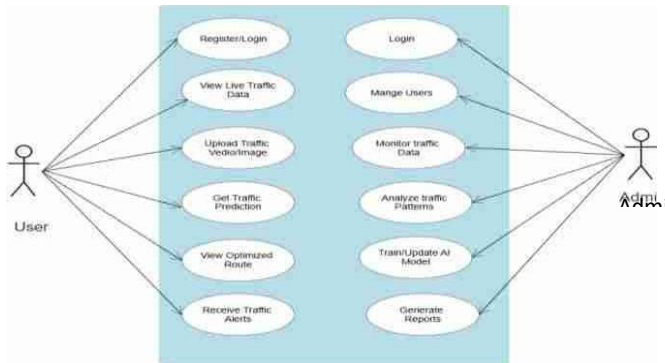 Register/Login
View Live Traffic
Data
Upload Traffic
Vedio/Image
Get Traffic
Prediction
View Optimized
Route
Receive Traffic
Alerts
Login
Mange Users
Monitor traffic
Data
Analyze traffic
Patterns
Train/Update AI
Model
Generate
Reports
User